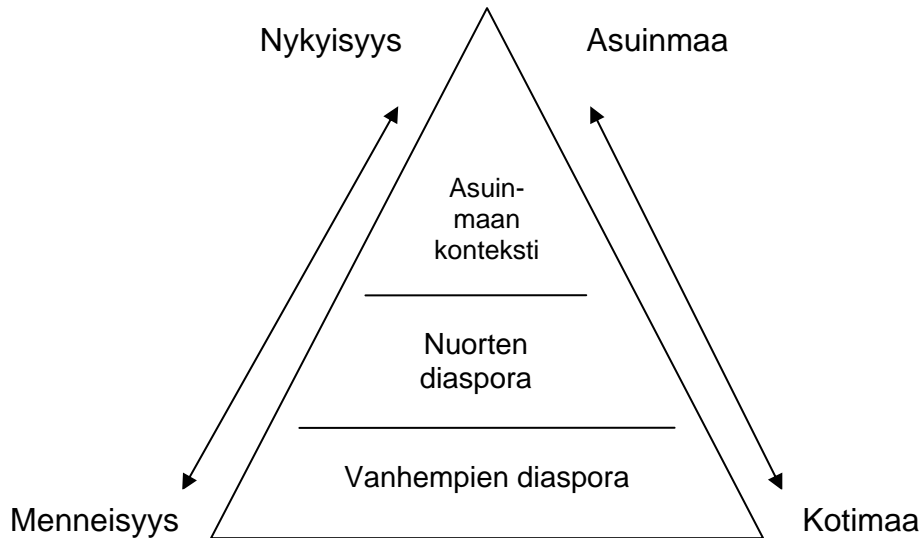 Nykyisyys
Asuinmaa
Asuin-
maan
konteksti
Nuorten
diaspora
Vanhempien diaspora
Menneisyys
Kotimaa